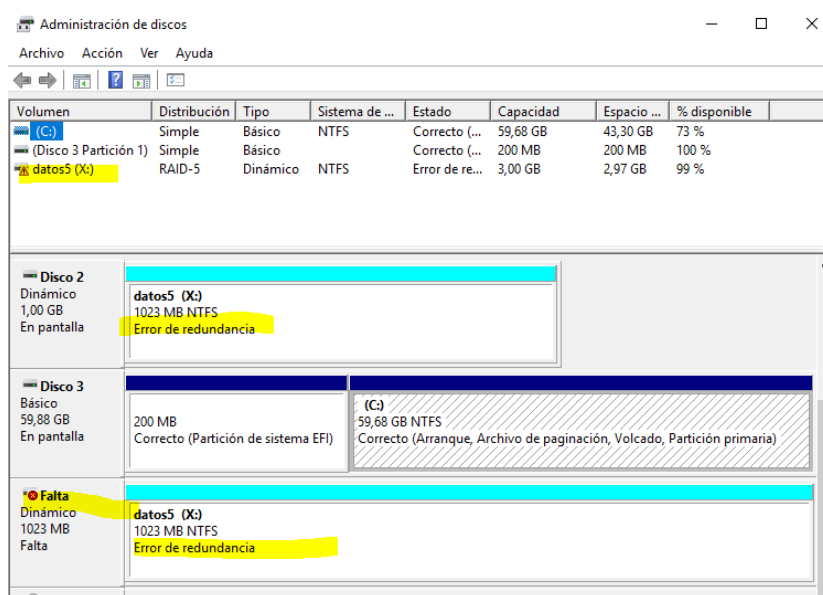 Administración de discos
Archivo Acción Ver Ayuda
Volumen Distribución Tipo Sistema de ... Estado Capacidad Espacio ... % disponible
(C:) Simple Básico NTFS Correcto (... 59,68 GB 43,30 GB 73 %
(Disco 3 Partición 1) Simple Básico Correcto (... 200 MB 200 MB 100 %
datos5 (X:) RAID-5 Dinámico NTFS Error de re... 3,00 GB 2,97 GB 99 %
Disco 2
Dinámico
1,00 GB
En pantalla
datos5 (X:)
1023 MB NTFS
Error de redundancia
Disco 3
Básico
59,88 GB
En pantalla
200 MB
Correcto (Partición de sistema EFI)
(C:)
59,68 GB NTFS
Correcto (Arranque, Archivo de paginación, Volcado, Partición primaria)
Falta
Dinámico
1023 MB
Falta
datos5 (X:)
1023 MB NTFS
Error de redundancia